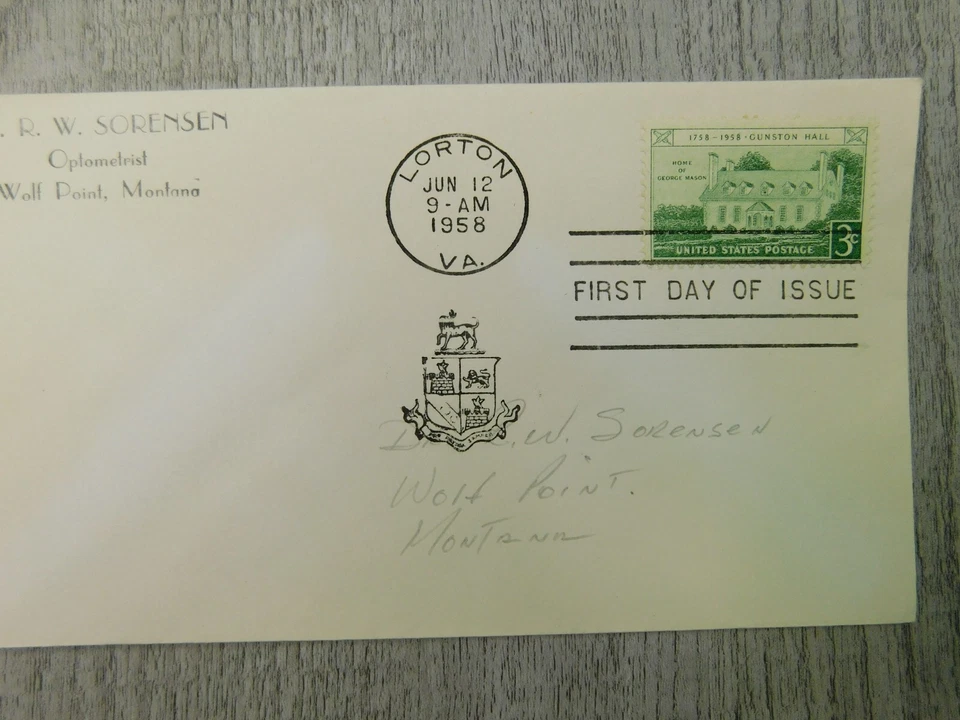 . R. W. SORENSEN
Optometrist
Wolf Point, Montana
LORTON
JUN 12
9-AM
1958
VA.
1758-1958·GUNSTON HALL
HOME
OF
GEORGE MASON
UNITED STATES POSTAGE 3c
FIRST DAY OF ISSUE
W. SORENSEN
Wolf Point.
Montana